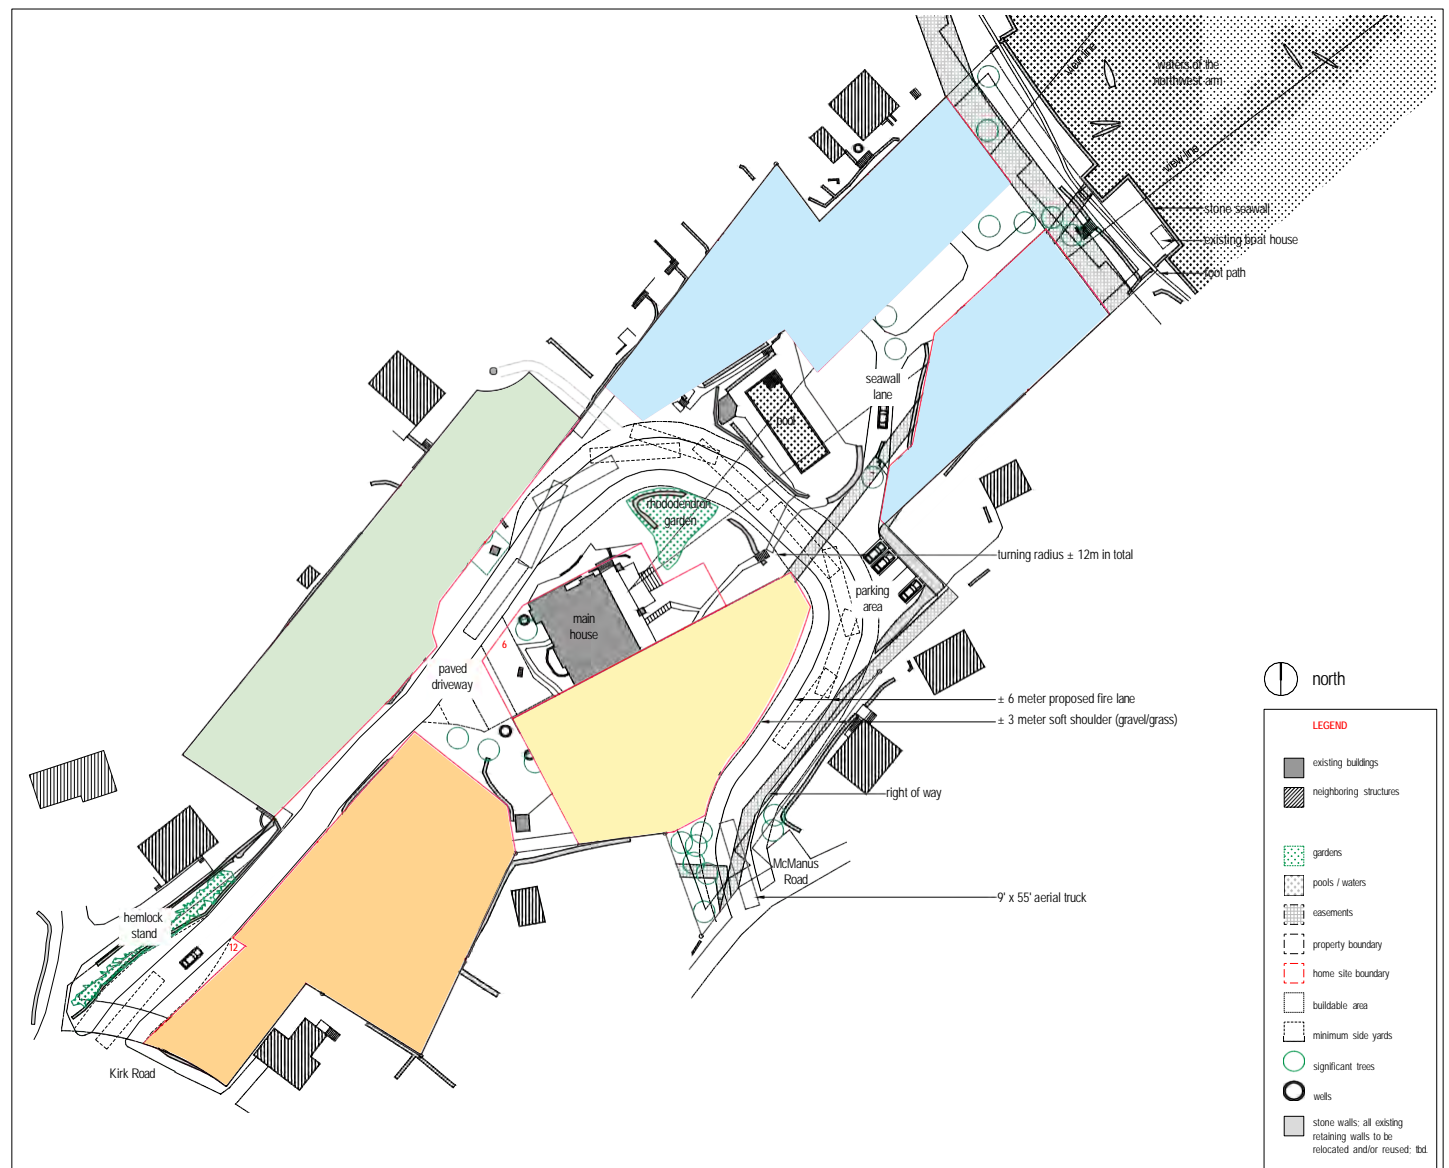 view line
waters of the
northwest arm
view line
stone seawall
existing boat house
foot path
seawall
lane
pool
rhododendron
garden
turning radius ± 12m in total
parking
area
main
house
6
paved
driveway
north
± 6 meter proposed fire lane
± 3 meter soft shoulder (gravel/grass)
right of way
McManus
Road
9' x 55' aerial truck
hemlock
stand
12
Kirk Road
LEGEND
existing buildings
neighboring structures
gardens
pools / waters
easements
property boundary
home site boundary
buildable area
minimum side yards
significant trees
wells
stone walls; all existing
retaining walls to be
relocated and/or reused; tbd.